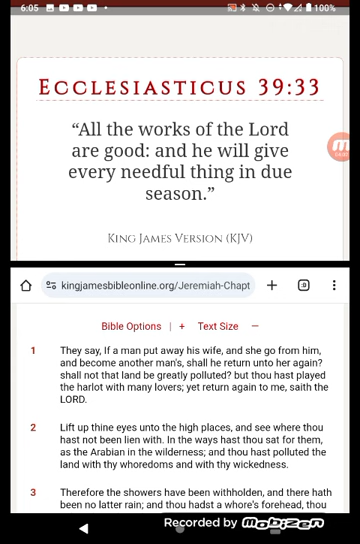 6:05
100%
ECCLESIASTICUS 39:33
“All the works of the Lord
are good: and he will give
every needful thing in due
season.”
KING JAMES VERSION (KJV)
kingjamesbibleonline.org/Jeremiah-Chapt
Bible Options | + Text Size –
1 They say, If a man put away his wife, and she go from him,
and become another man's, shall he return unto her again?
shall not that land be greatly polluted? but thou hast played
the harlot with many lovers; yet return again to me, saith the
LORD.
2 Lift up thine eyes unto the high places, and see where thou
hast not been lien with. In the ways hast thou sat for them,
as the Arabian in the wilderness; and thou hast polluted the
land with thy whoredoms and with thy wickedness.
3 Therefore the showers have been withholden, and there hath
been no latter rain; and thou hadst a whore's forehead, thou
Recorded by mobizen